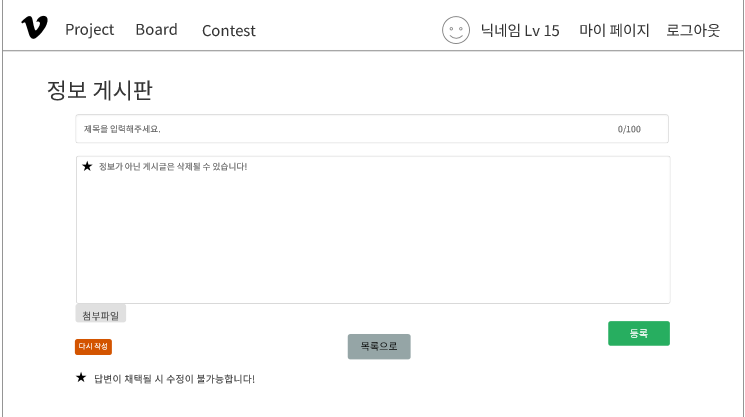 Project Board Contest 닉네임 Lv 15 마이 페이지 로그아웃
정보 게시판
제목을 입력해주세요. 0/100
★ 정보가 아닌 게시글은 삭제될 수 있습니다!
첨부파일
등록
다시 작성
목록으로
★ 답변이 채택될 시 수정이 불가능합니다!